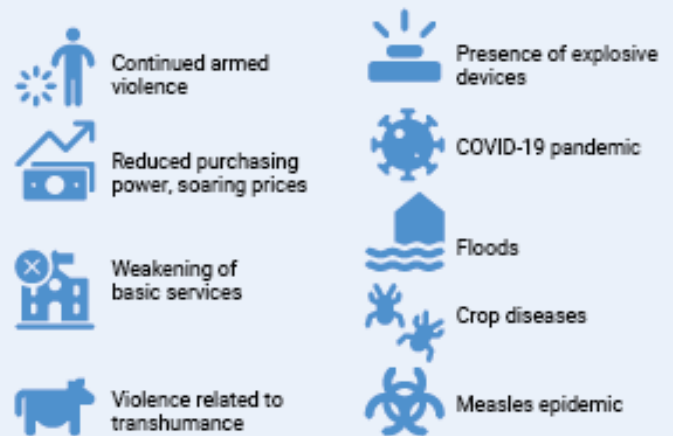 Continued armed
violence
Reduced purchasing
power, soaring prices
Weakening of
basic services
Violence related to
transhumance
Presence of explosive
devices
COVID-19 pandemic
Floods
Crop diseases
Measles epidemic